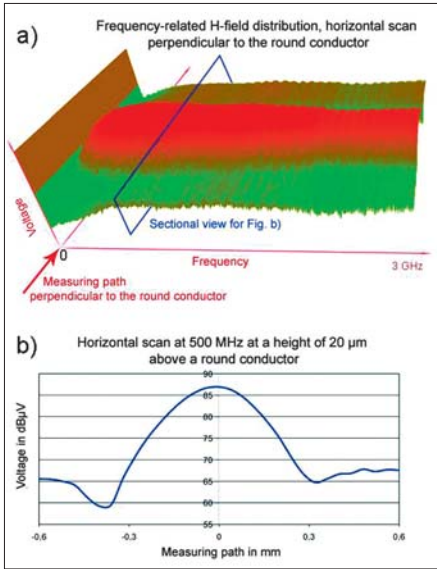 a)
Frequency-related H-field distribution, horizontal scan
perpendicular to the round conductor
Voltage
Sectional view for Fig. b)
0
Frequency
3 GHz
Measuring path
perpendicular to the round conductor
b)
Horizontal scan at 500 MHz at a height of 20 µm
above a round conductor
Voltage in dBµV
90
85
80
75
70
65
60
55
-0,6
-0.3
0
0.3
0.6
Measuring path in mm